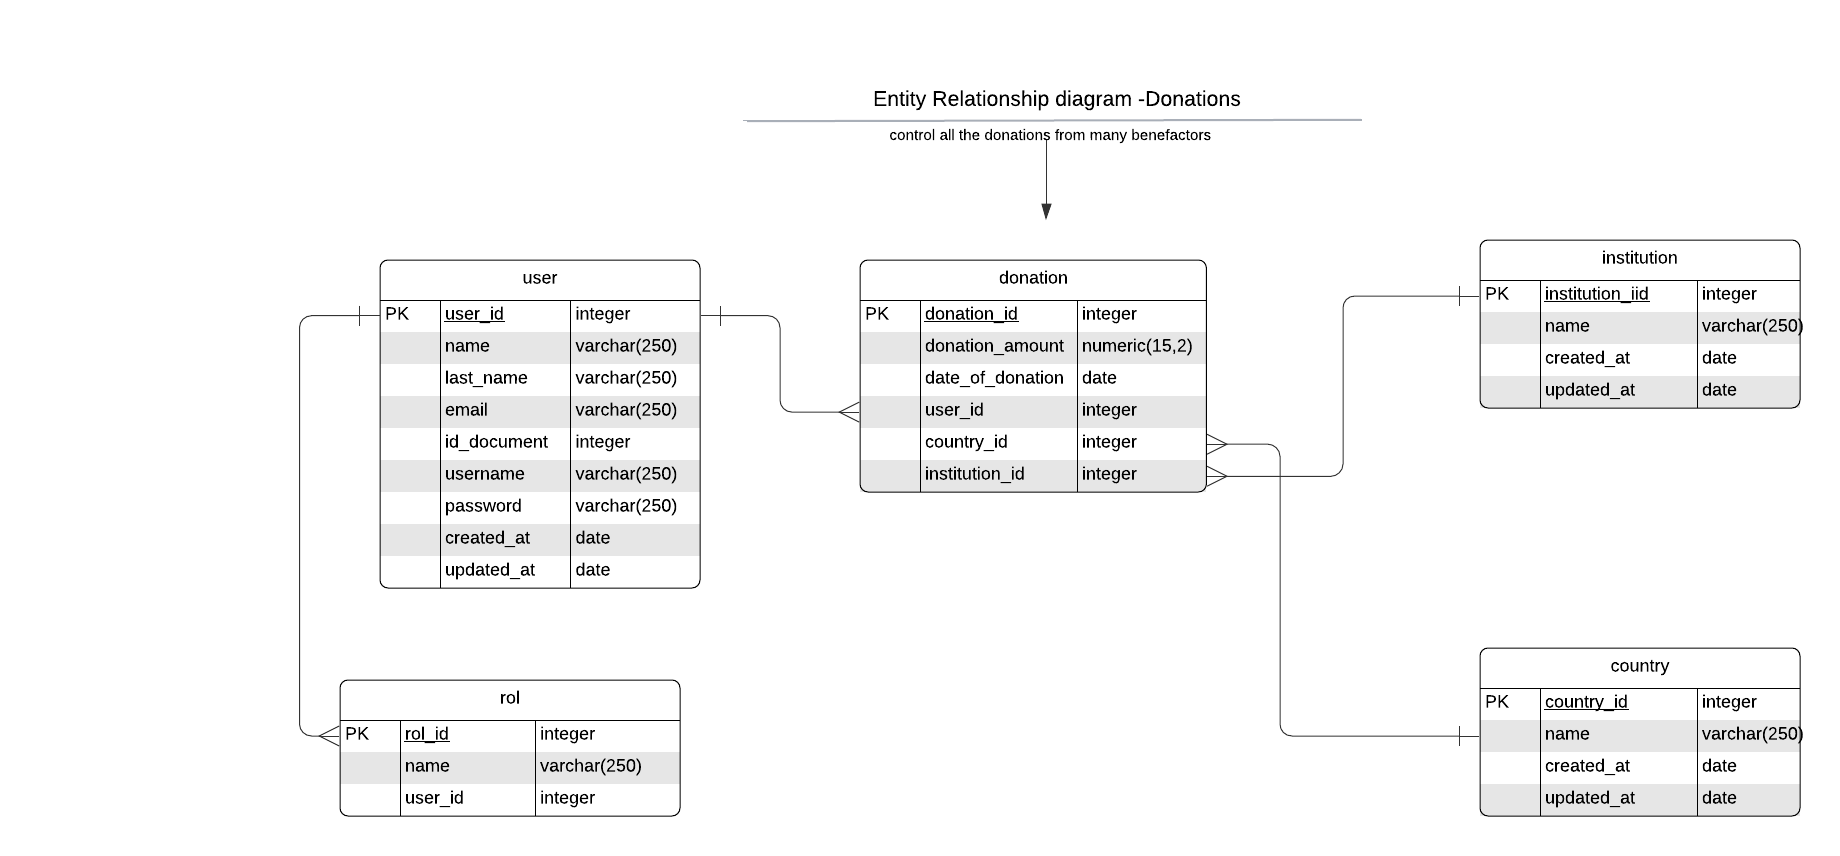 Entity Relationship diagram -Donations
control all the donations from many benefactors
user
PK user_id integer
name varchar(250)
last_name varchar(250)
email varchar(250)
id_document integer
username varchar(250)
password varchar(250)
created_at date
updated_at date
donation
PK donation_id integer
donation_amount numeric(15,2)
date_of_donation date
user_id integer
country_id integer
institution_id integer
institution
PK institution_iid integer
name varchar(250)
created_at date
updated_at date
rol
PK rol_id integer
name varchar(250)
user_id integer
country
PK country_id integer
name varchar(250)
created_at date
updated_at date